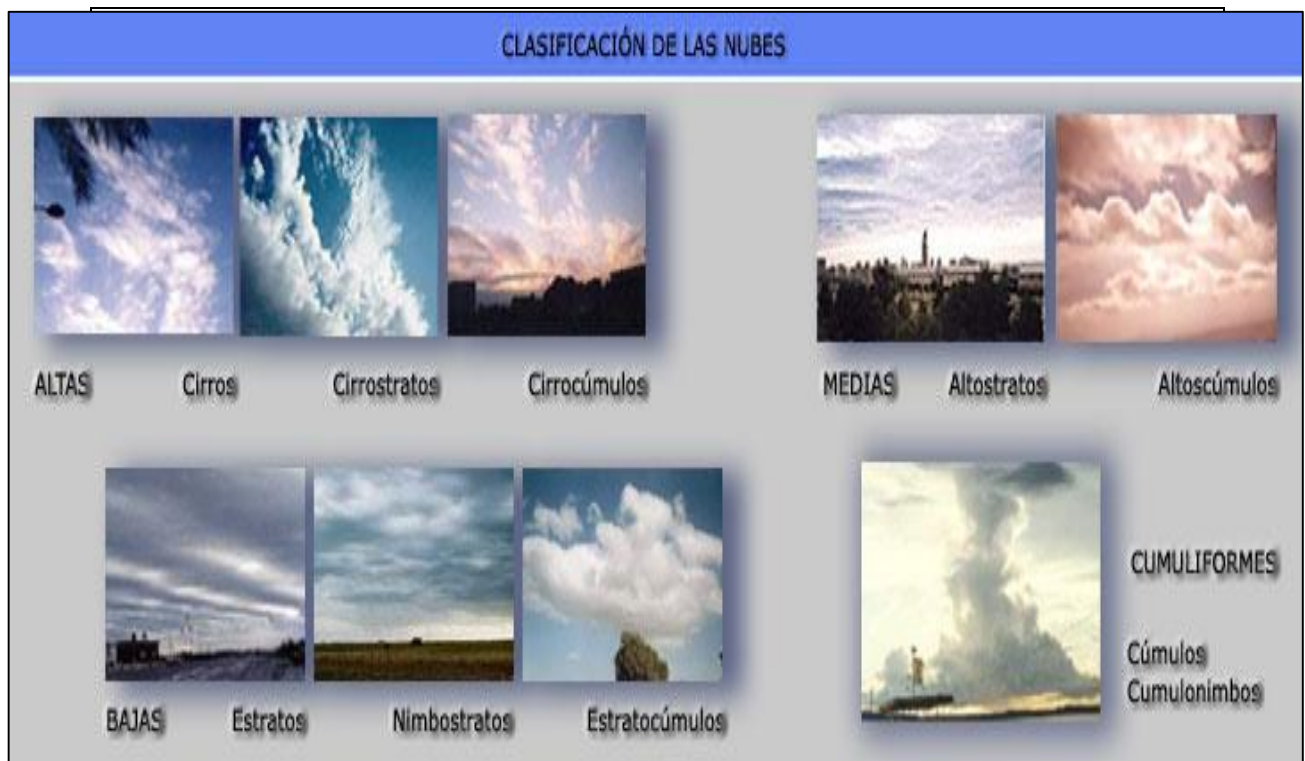 CLASIFICACIÓN DE LAS NUBES
ALTAS Cirros Cirrostratos Cirrocúmulos
MEDIAS Altostratos Altoscúmulos
BAJAS Estratos Nimbostratos Estratocúmulos
CUMULIFORMES
Cúmulos
Cumulonimbos